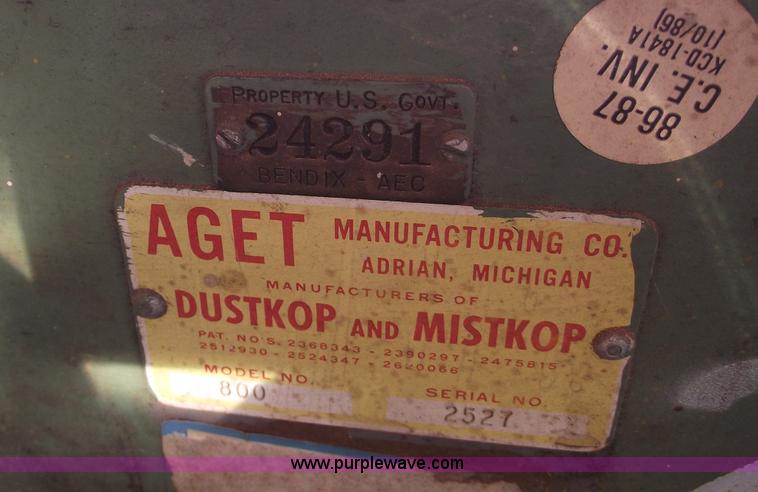 86-87
C.E. INV.
KCD-1841A
(10/86)
PROPERTY U.S. GOVT.
24291
BENDIX - AEC
AGET MANUFACTURING CO.
ADRIAN, MICHIGAN
MANUFACTURERS OF
DUSTKOP AND MISTKOP
PAT. NO'S. 2368343 - 2390297 - 2475815
2512930 - 2524347 - 2620066
MODEL NO. SERIAL NO.
800 2527
www.purplewave.com